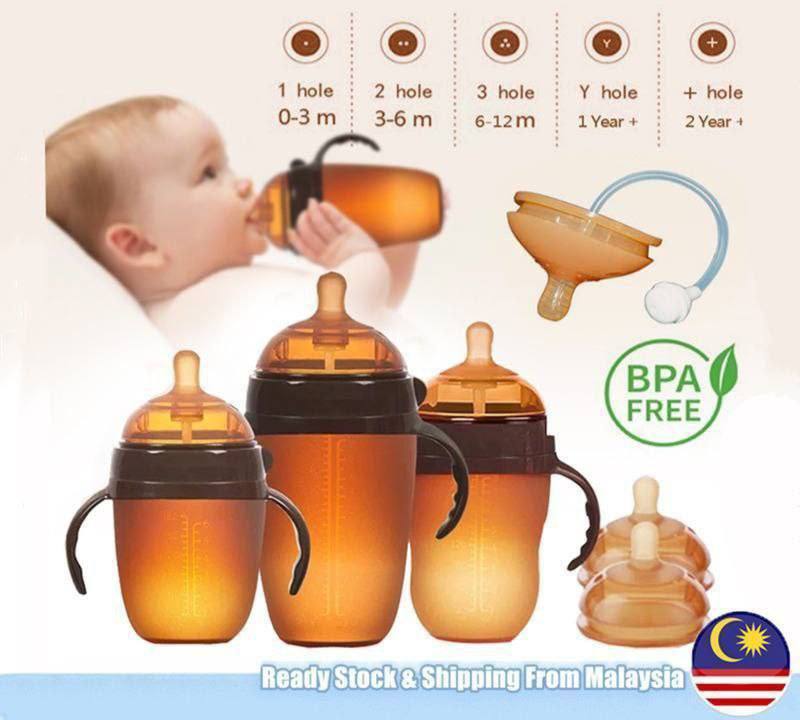 1 hole
0-3 m
2 hole
3-6 m
3 hole
6-12m
Y
Y hole
1 Year +
+
+ hole
2 Year +
BPA
FREE
Ready Stock & Shipping From Malaysia